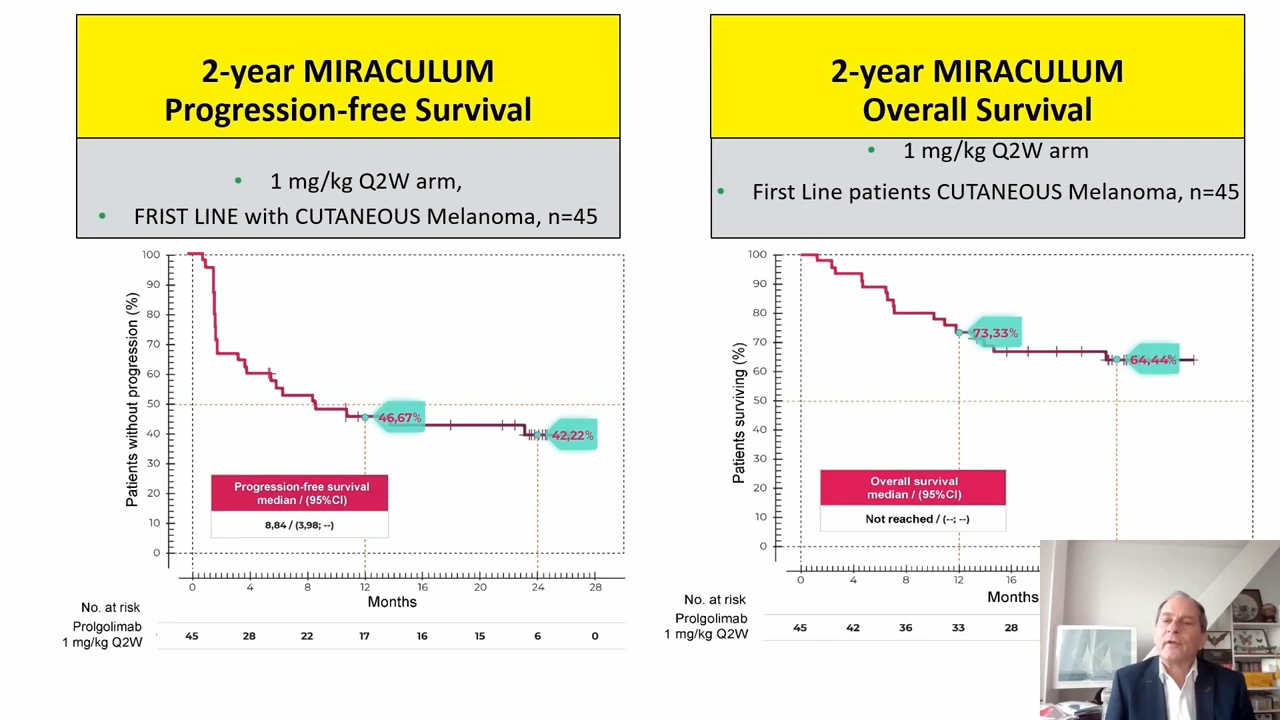 2-year MIRACULUM
Progression-free Survival
• 1 mg/kg Q2W arm,
• FRIST LINE with CUTANEOUS Melanoma, n=45
Patients without progression (%)
100
90
80
70
60
50
40
30
20
10
0
46,67%
42,22%
Progression-free survival
median / (95%CI)
8,84 / (3,98; --)
0 4 8 12 16 20 24 28
Months
No. at risk
Prolgolimab
1 mg/kg Q2W
45 28 22 17 16 15 6 0
2-year MIRACULUM
Overall Survival
• 1 mg/kg Q2W arm
• First Line patients CUTANEOUS Melanoma, n=45
Patients surviving (%)
100
90
80
70
60
50
40
30
20
10
0
73,33%
64,44%
Overall survival
median / (95%CI)
Not reached / (--; --)
0 4 8 12 16
Months
No. at risk
Prolgolimab
1 mg/kg Q2W
45 42 36 33 28